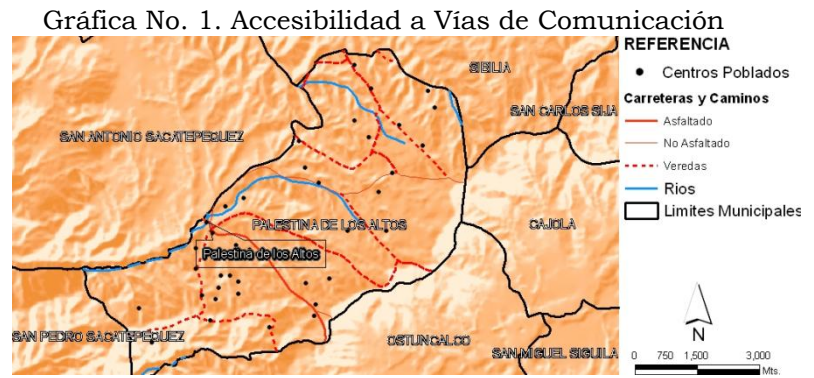 Gráfica No. 1. Accesibilidad a Vías de Comunicación
REFERENCIA
Centros Poblados
Carreteras y Caminos
Asfaltado
No Asfaltado
Veredas
Rios
Limites Municipales
SIBILIA
SAN CARLOS SIJA
SAN ANTONIO SACATEPEQUEZ
PALESTINA DE LOS ALTOS
CAJOLA
Palestina de los Altos
SAN PEDRO SACATEPEQUEZ
OSTUNCALCO
SAN MIGUEL SIGUILA
N
0 750 1,500 3,000
Mts.